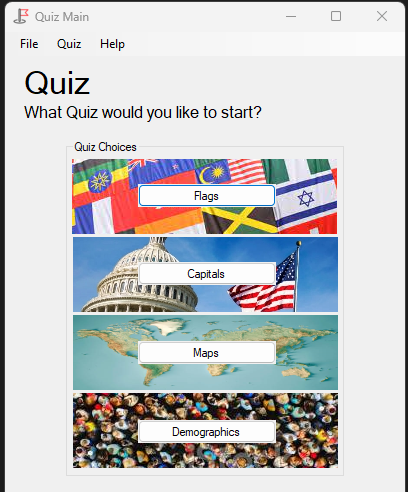 Quiz Main
File Quiz Help
Quiz
What Quiz would you like to start?
Quiz Choices
Flags
Capitals
Maps
Demographics